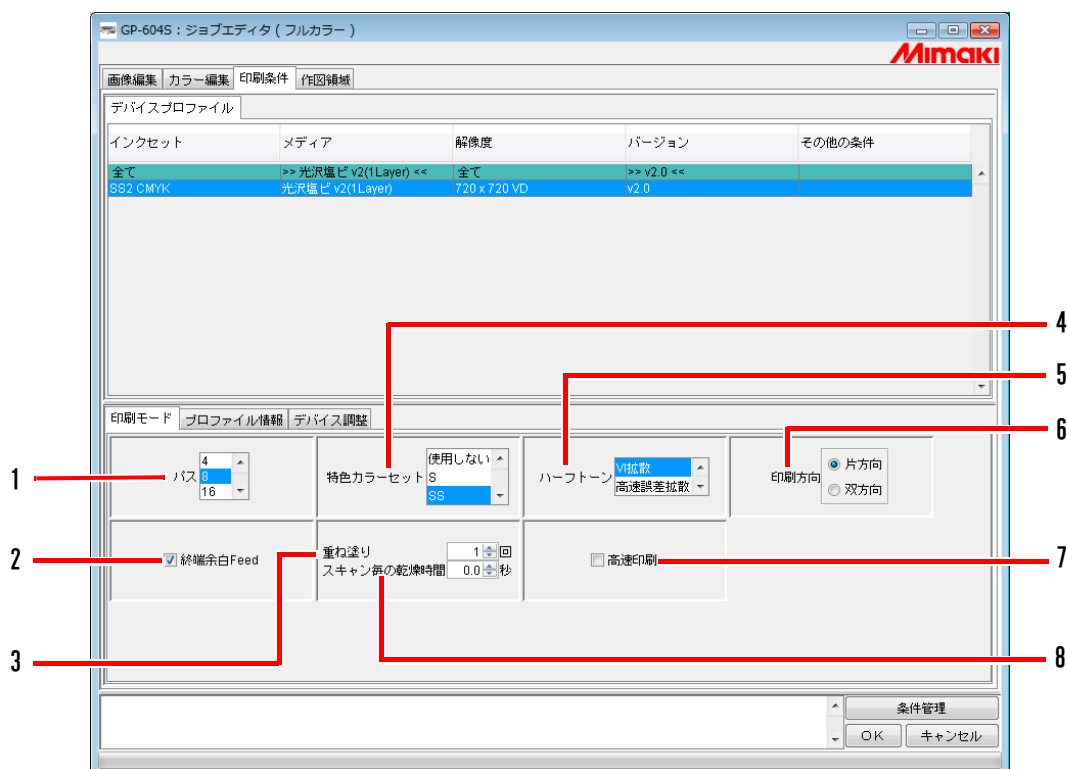 GP-604S：ジョブエディタ ( フルカラー )
Mimaki
画像編集 カラー編集 印刷条件 作図領域
デバイスプロファイル
インクセット メディア 解像度 バージョン その他の条件
全て >> 光沢塩ビ v2(1Layer) << 全て >> v2.0 <<
SS2 CMYK 光沢塩ビ v2(1Layer) 720 x 720 VD v2.0
4
5
印刷モード プロファイル情報 デバイス調整
6
1
パス 4 8 16
特色カラーセット 使用しない S SS
ハーフトーン VI拡散 高速誤差拡散
印刷方向 片方向 双方向
2
終端余白Feed
重ね塗り 1 回
スキャン毎の乾燥時間 0.0 秒
高速印刷
7
3
8
条件管理
ＯＫ キャンセル